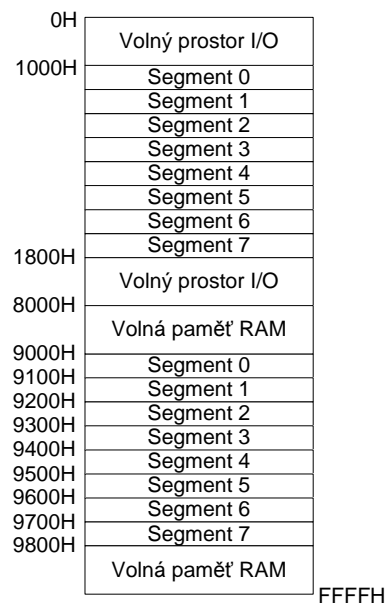 0H
Volný prostor I/O
1000H
Segment 0
Segment 1
Segment 2
Segment 3
Segment 4
Segment 5
Segment 6
Segment 7
1800H
Volný prostor I/O
8000H
Volná paměť RAM
9000H
Segment 0
9100H
Segment 1
9200H
Segment 2
9300H
Segment 3
9400H
Segment 4
9500H
Segment 5
9600H
Segment 6
9700H
Segment 7
9800H
Volná paměť RAM
FFFFH